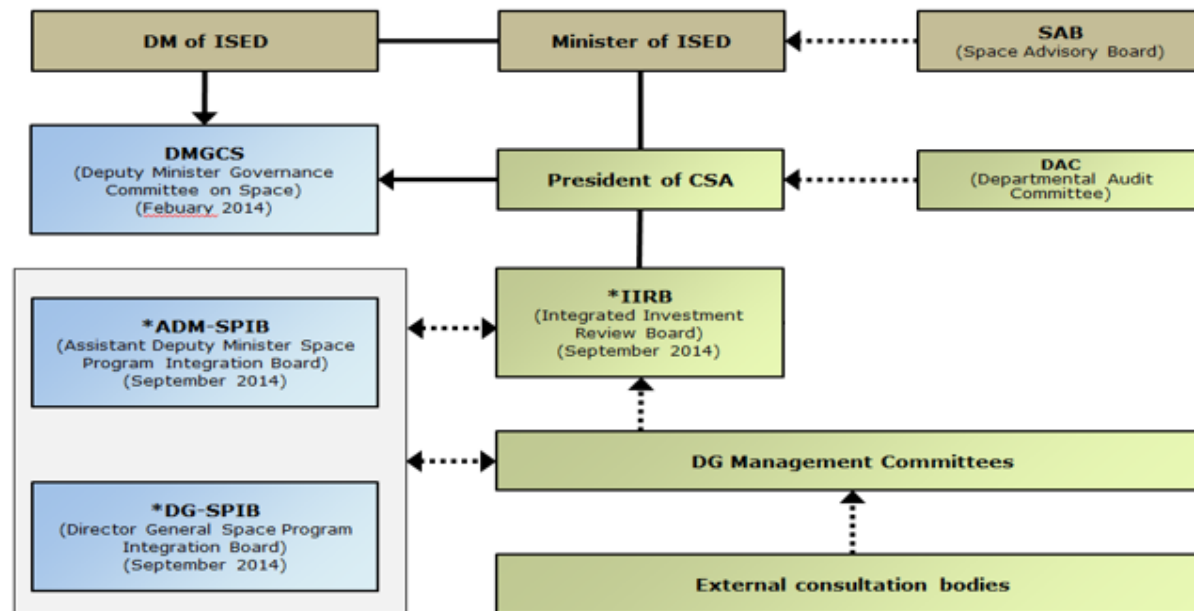 DM of ISED
Minister of ISED
SAB
(Space Advisory Board)
DMGCS
(Deputy Minister Governance
Committee on Space)
(Febuary 2014)
President of CSA
DAC
(Departmental Audit
Committee)
*ADM-SPIB
(Assistant Deputy Minister Space
Program Integration Board)
(September 2014)
*IIRB
(Integrated Investment
Review Board)
(September 2014)
DG Management Committees
*DG-SPIB
(Director General Space Program
Integration Board)
(September 2014)
External consultation bodies